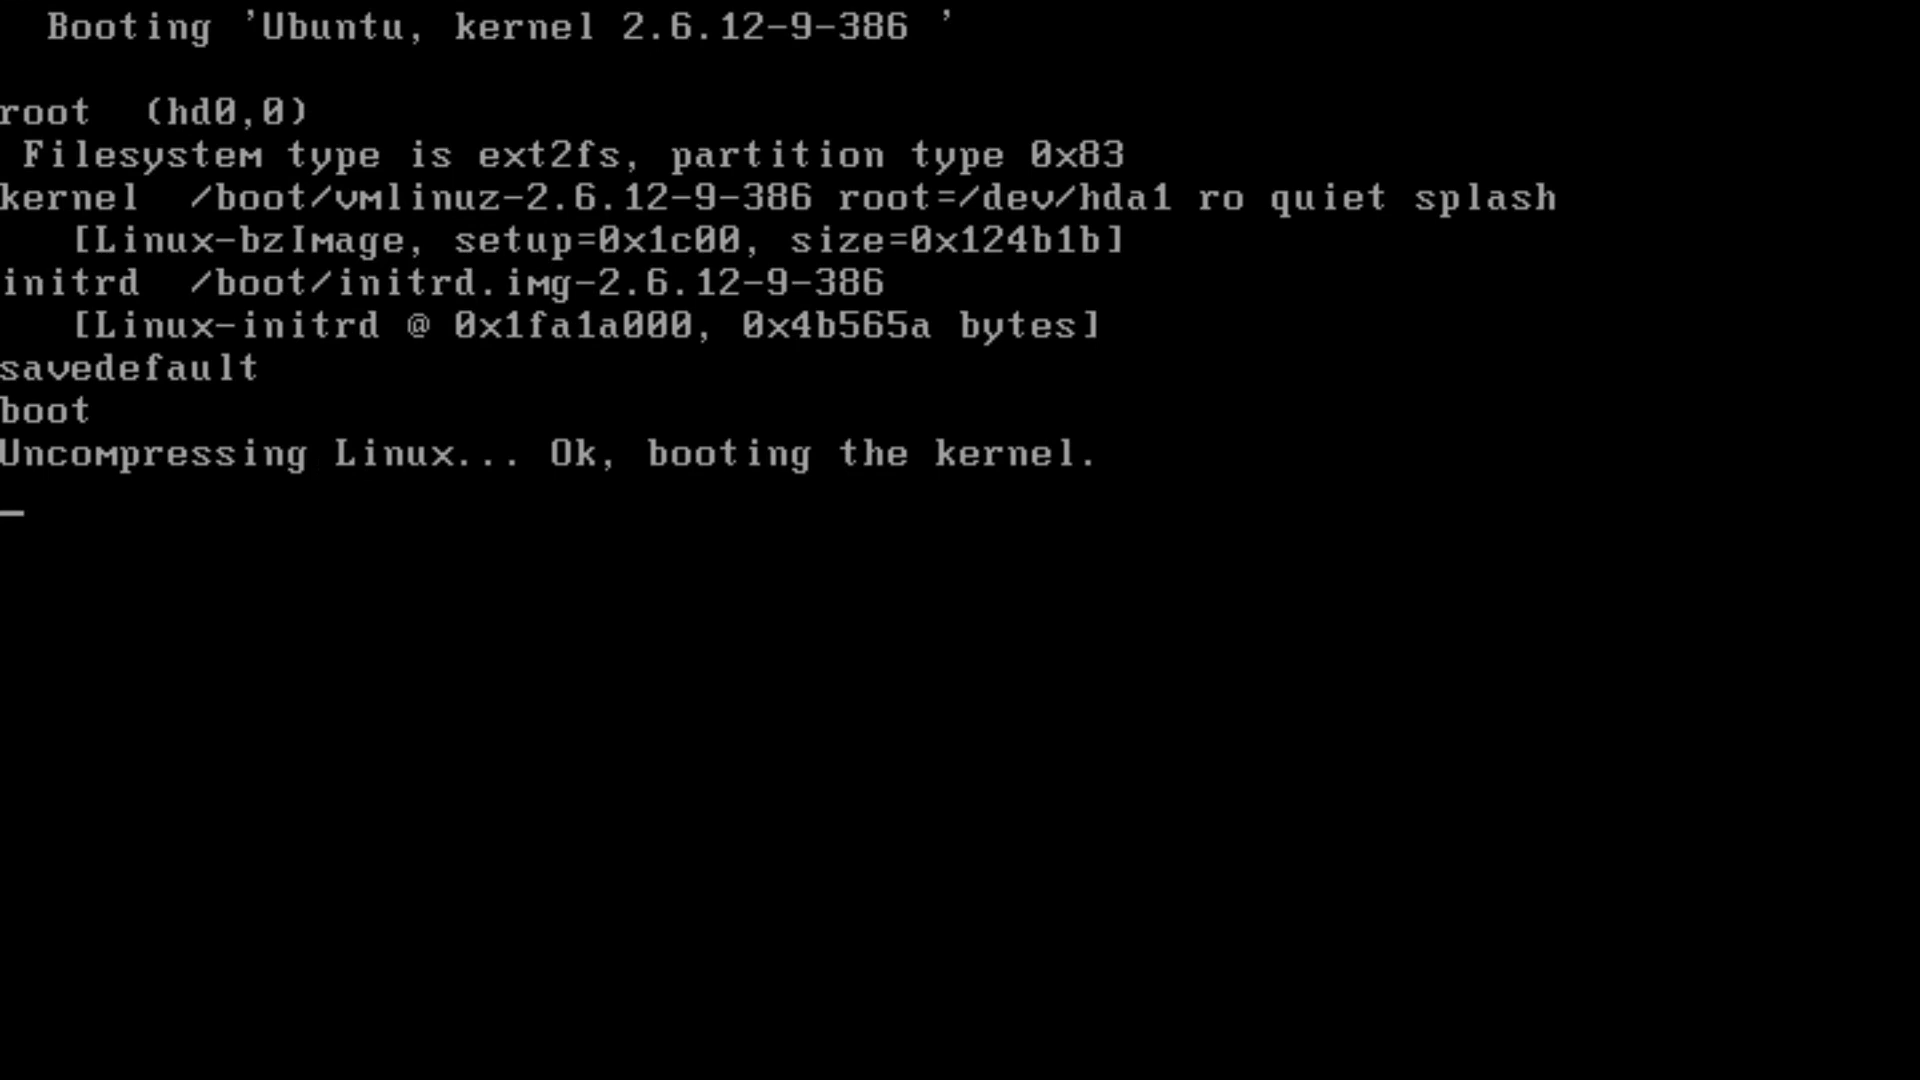 Booting 'Ubuntu, kernel 2.6.12-9-386 '
root (hd0,0)
Filesystem type is ext2fs, partition type 0x83
kernel /boot/vmlinuz-2.6.12-9-386 root=/dev/hda1 ro quiet splash
[Linux-bzImage, setup=0x1c00, size=0x124b1b]
initrd /boot/initrd.img-2.6.12-9-386
[Linux-initrd @ 0x1fa1a000, 0x4b565a bytes]
savedefault
boot
Uncompressing Linux... Ok, booting the kernel.
_